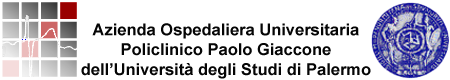 Azienda Ospedaliera Universitaria
Policlinico Paolo Giaccone
dell'Università degli Studi di Palermo